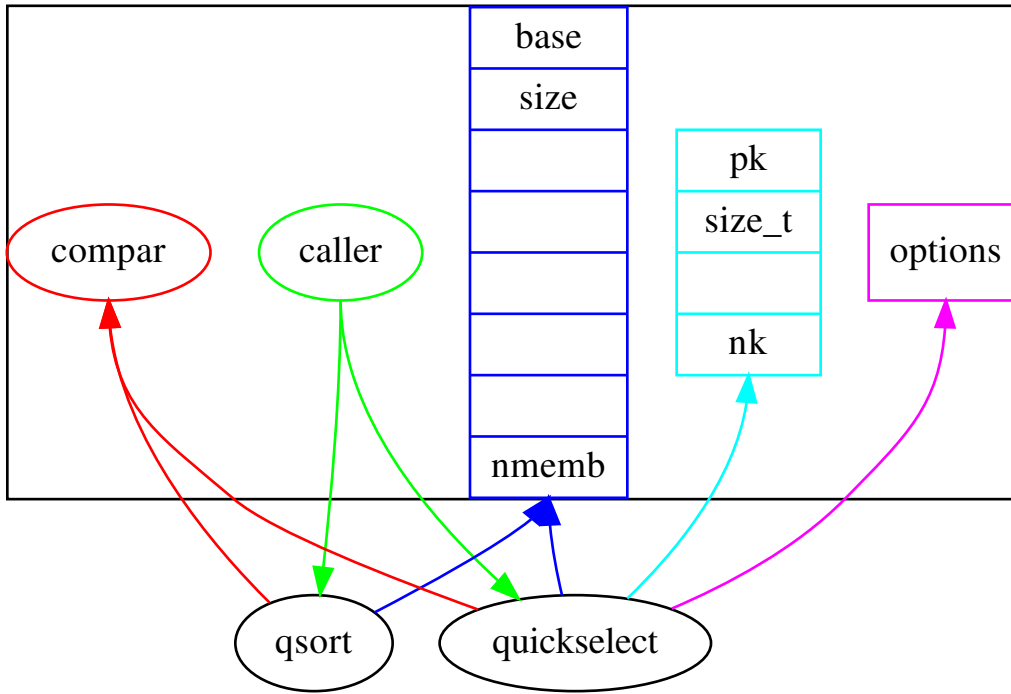 base
size
pk
size_t
compar
caller
options
nk
nmemb
qsort
quickselect